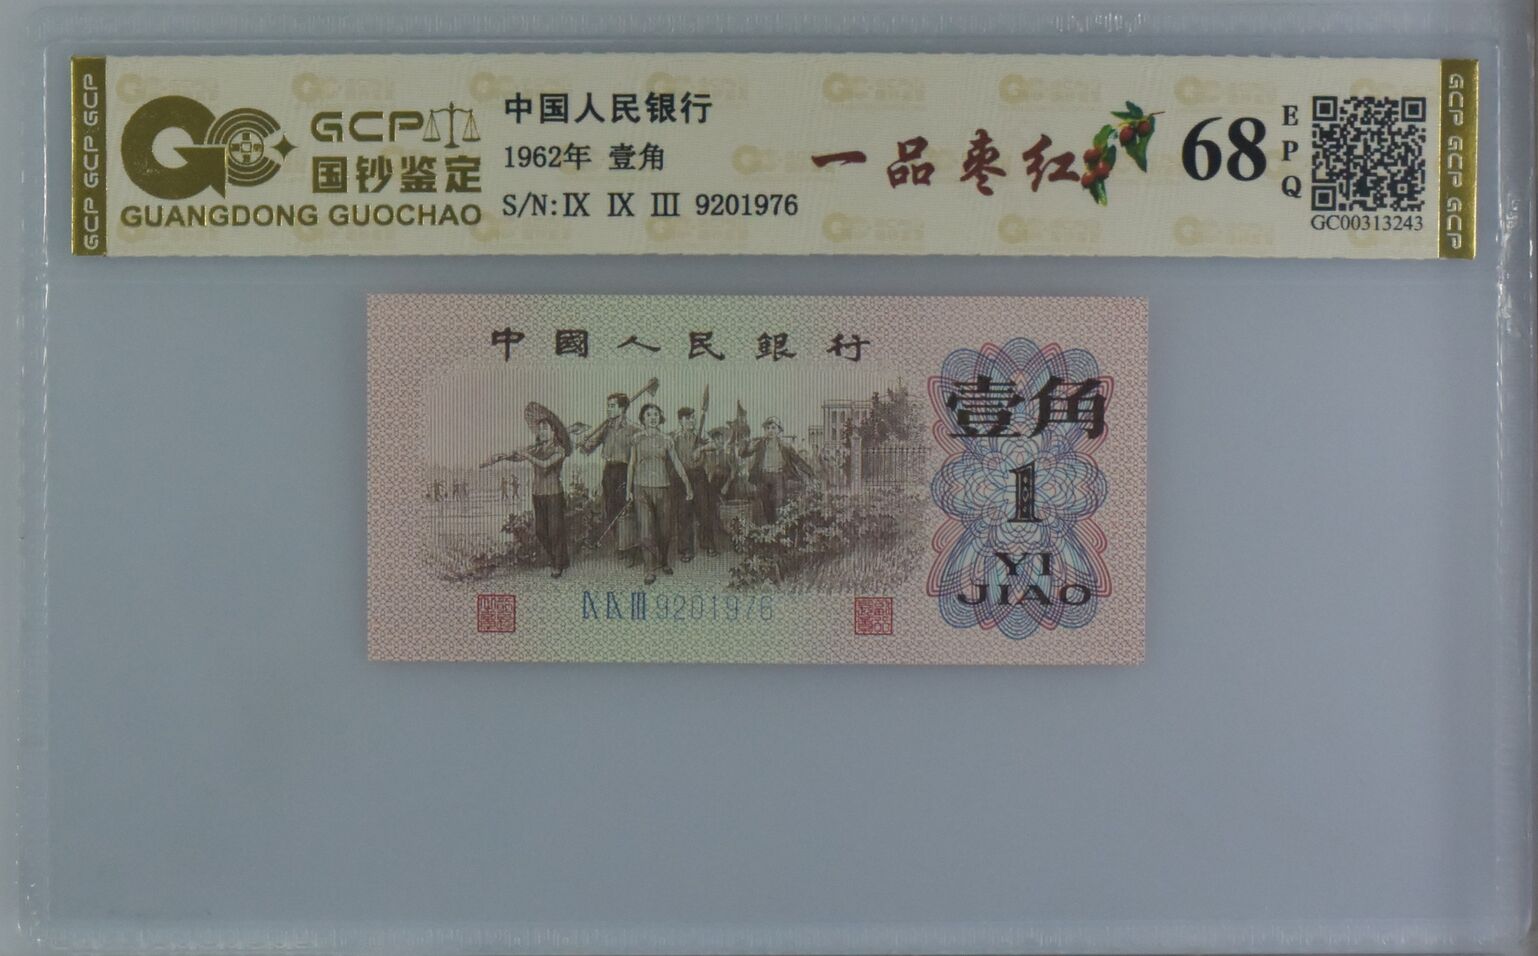 GCP GCP GCP
GCP
国钞鉴定
GUANGDONG GUOCHAO
中国人民银行
1962年 壹角
S/N: IX IX III 9201976
一品枣红
68
EPQ
GC00313243
GCP GCP GCP
中國人民銀行
壹角
1
YI
JIAO
IX IX III 9201976